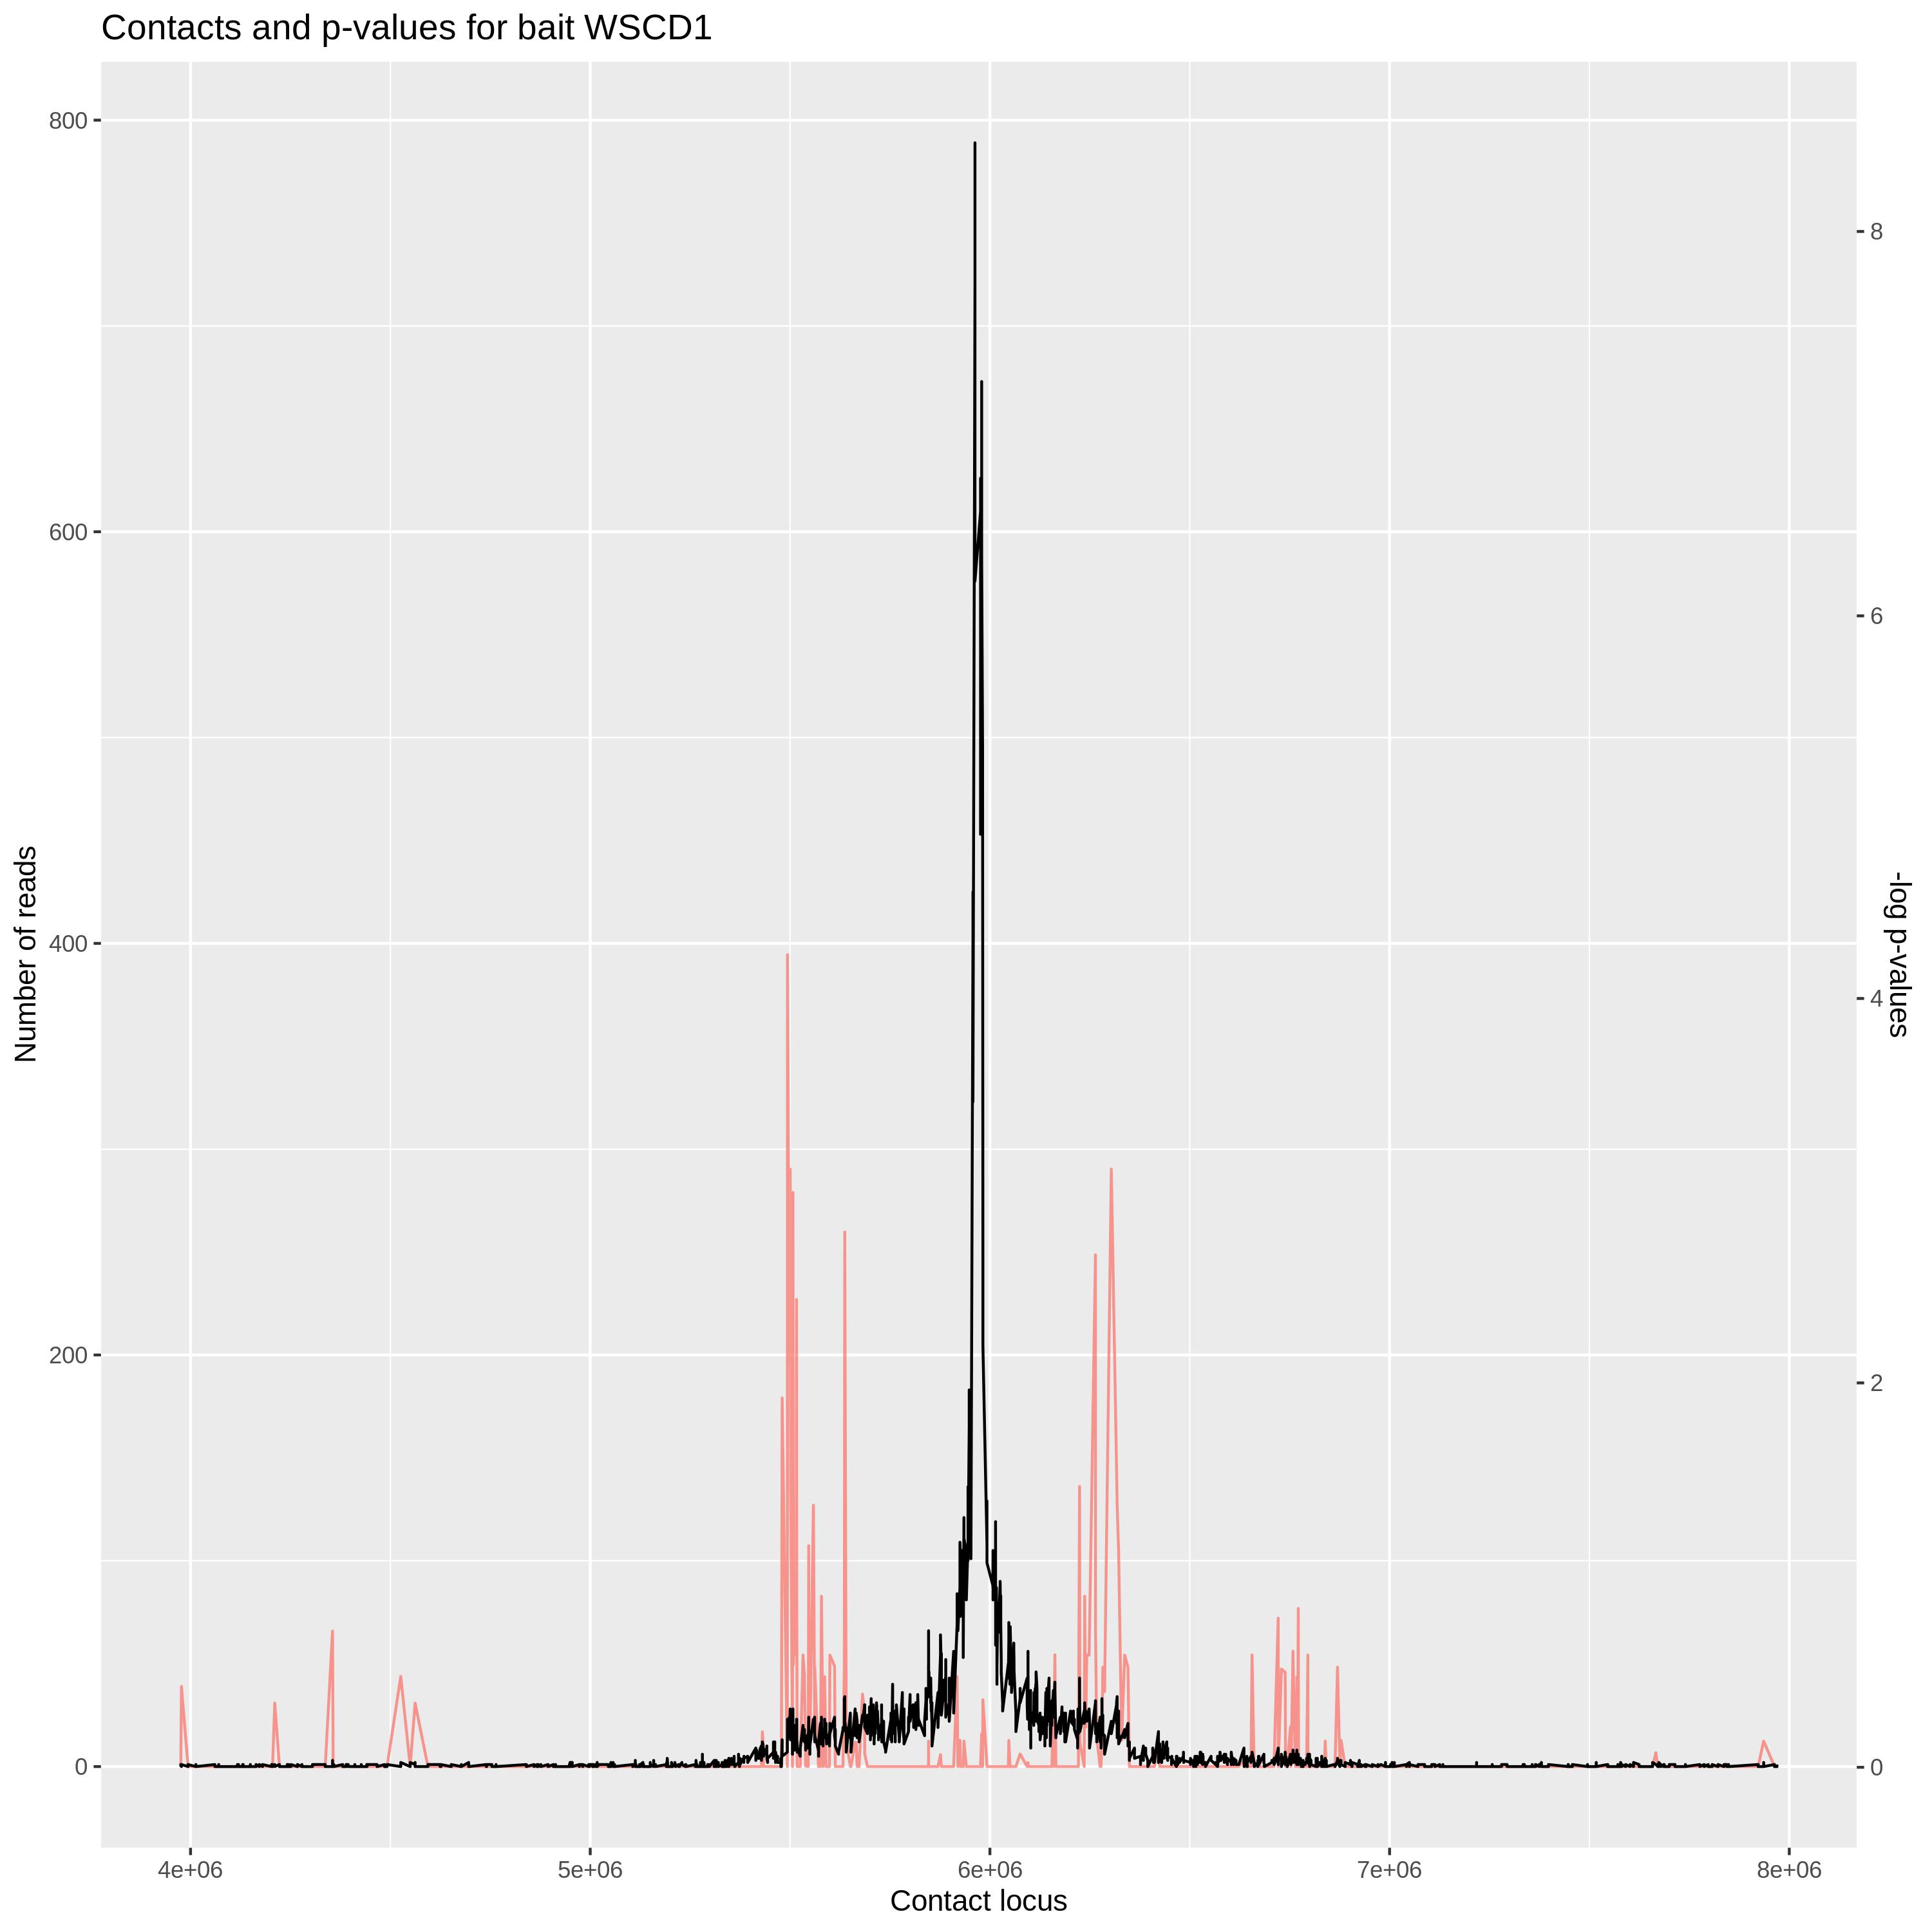 Contacts and p-values for bait WSCD1
800
600
400
200
0
Number of reads
8
6
4
2
0
-log p-values
4e+06
5e+06
6e+06
7e+06
8e+06
Contact locus